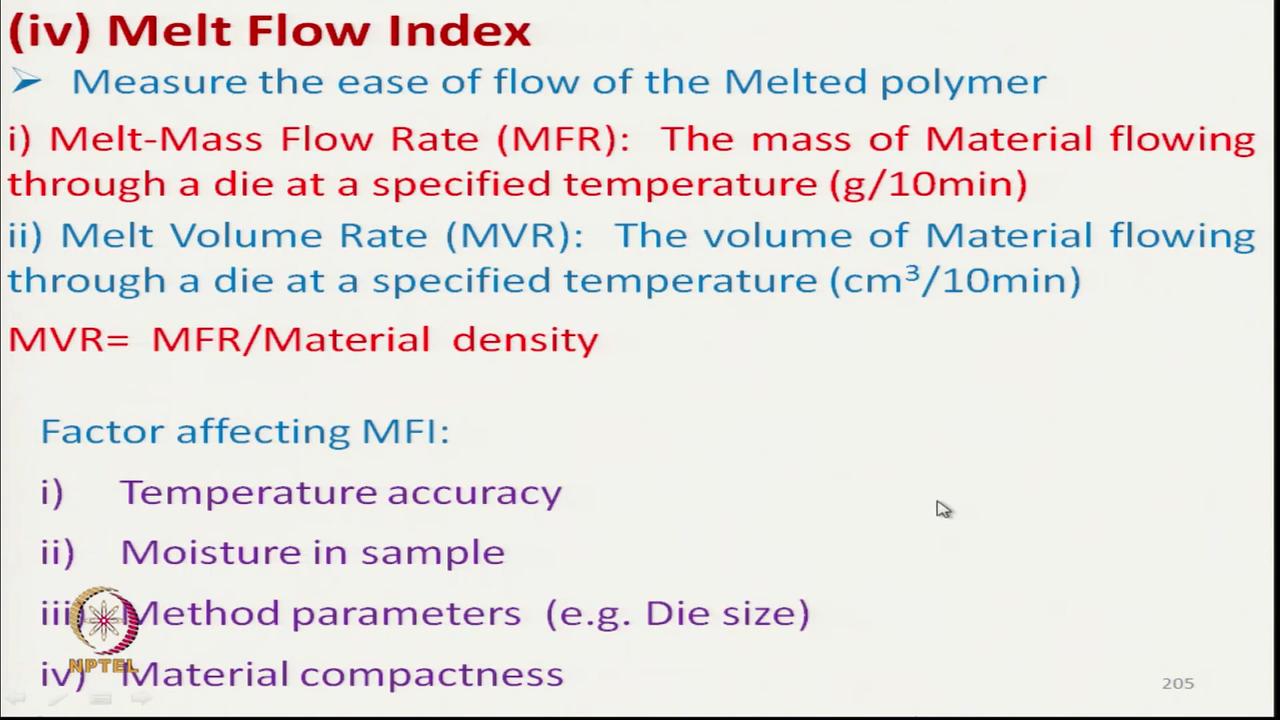 (iv) Melt Flow Index
➢ Measure the ease of flow of the Melted polymer
i) Melt-Mass Flow Rate (MFR): The mass of Material flowing
through a die at a specified temperature (g/10min)
ii) Melt Volume Rate (MVR): The volume of Material flowing
through a die at a specified temperature (cm³/10min)
MVR= MFR/Material density
Factor affecting MFI:
i) Temperature accuracy
ii) Moisture in sample
iii) Method parameters (e.g. Die size)
iv) Material compactness
NPTEL
205